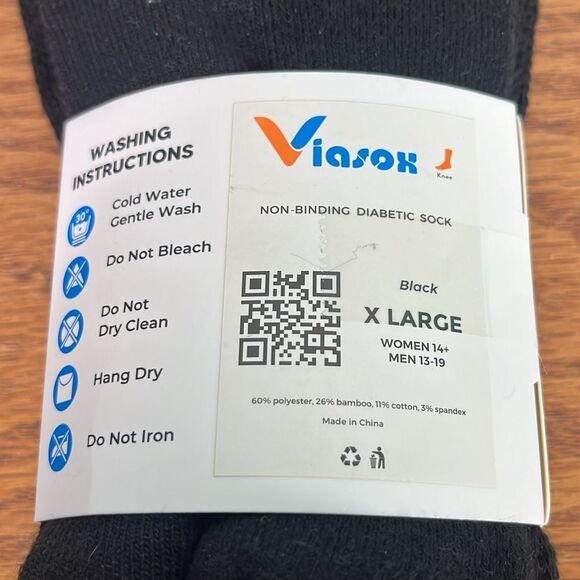 WASHING
INSTRUCTIONS
30°
Cold Water
Gentle Wash
Do Not Bleach
Do Not
Dry Clean
Hang Dry
Do Not Iron
Viasox
Knee
NON-BINDING DIABETIC SOCK
Black
X LARGE
WOMEN 14+
MEN 13-19
60% polyester, 26% bamboo, 11% cotton, 3% spandex
Made in China